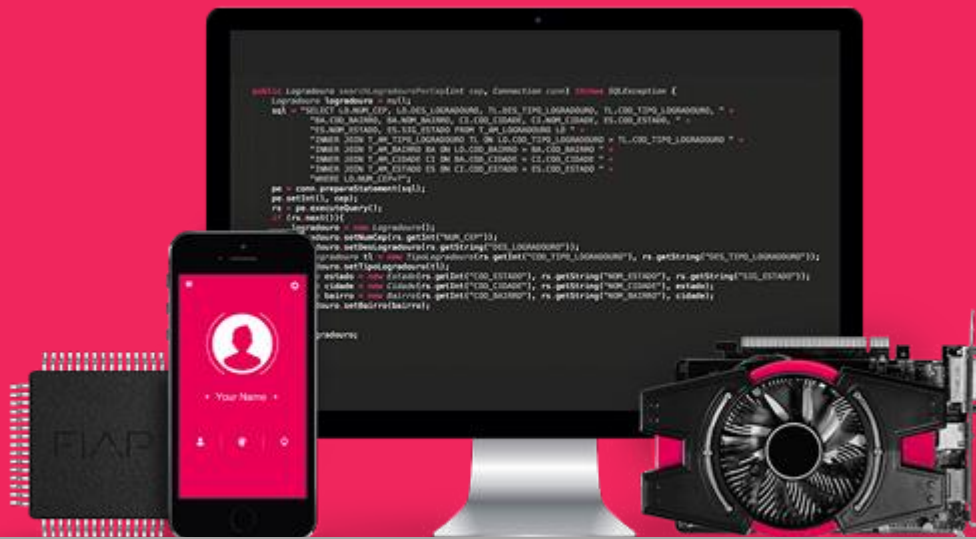 public Logradouro searchLogradouroPorCep(int cep, Connection conn) throws SQLException {
Logradouro logradouro = null;
sql = "SELECT LO.NUM_CEP, LO.DES_LOGRADOURO, TL.DES_TIPO_LOGRADOURO, TL.COD_TIPO_LOGRADOURO, " +
"BA.COD_BAIRRO, BA.NOM_BAIRRO, CI.COD_CIDADE, CI.NOM_CIDADE, ES.COD_ESTADO, " +
"ES.NOM_ESTADO, ES.SIG_ESTADO FROM T_AM_LOGRADOURO LO " +
"INNER JOIN T_AM_TIPO_LOGRADOURO TL ON LO.COD_TIPO_LOGRADOURO = TL.COD_TIPO_LOGRADOURO " +
"INNER JOIN T_AM_BAIRRO BA ON LO.COD_BAIRRO = BA.COD_BAIRRO " +
"INNER JOIN T_AM_CIDADE CI ON BA.COD_CIDADE = CI.COD_CIDADE " +
"INNER JOIN T_AM_ESTADO ES ON CI.COD_ESTADO = ES.COD_ESTADO " +
"WHERE LO.NUM_CEP=?";
ps = conn.prepareStatement(sql);
ps.setInt(1, cep);
rs = ps.executeQuery();
if (rs.next()){
logradouro = new Logradouro();
douro.setNumCep(rs.getInt("NUM_CEP"));
douro.setDesLogradouro(rs.getString("DES_LOGRADOURO"));
gradouro tl = new TipoLogradouro(rs.getInt("COD_TIPO_LOGRADOURO"), rs.getString("DES_TIPO_LOGRADOURO"));
douro.setTipoLogradouro(tl);
estado = new Estado(rs.getInt("COD_ESTADO"), rs.getString("NOM_ESTADO"), rs.getString("SIG_ESTADO"));
cidade = new Cidade(rs.getInt("COD_CIDADE"), rs.getString("NOM_CIDADE"), estado);
bairro = new Bairro(rs.getInt("COD_BAIRRO"), rs.getString("NOM_BAIRRO"), cidade);
douro.setBairro(bairro);
gradouro;
Your Name
FIAP